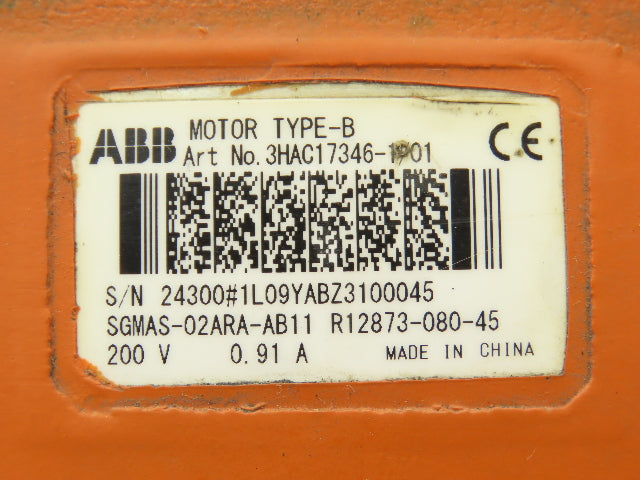 ABB MOTOR TYPE-B
Art No.3HAC17346-1/01
CE
S/N 24300#1L09YABZ3100045
SGMAS-02ARA-AB11 R12873-080-45
200 V 0.91 A MADE IN CHINA